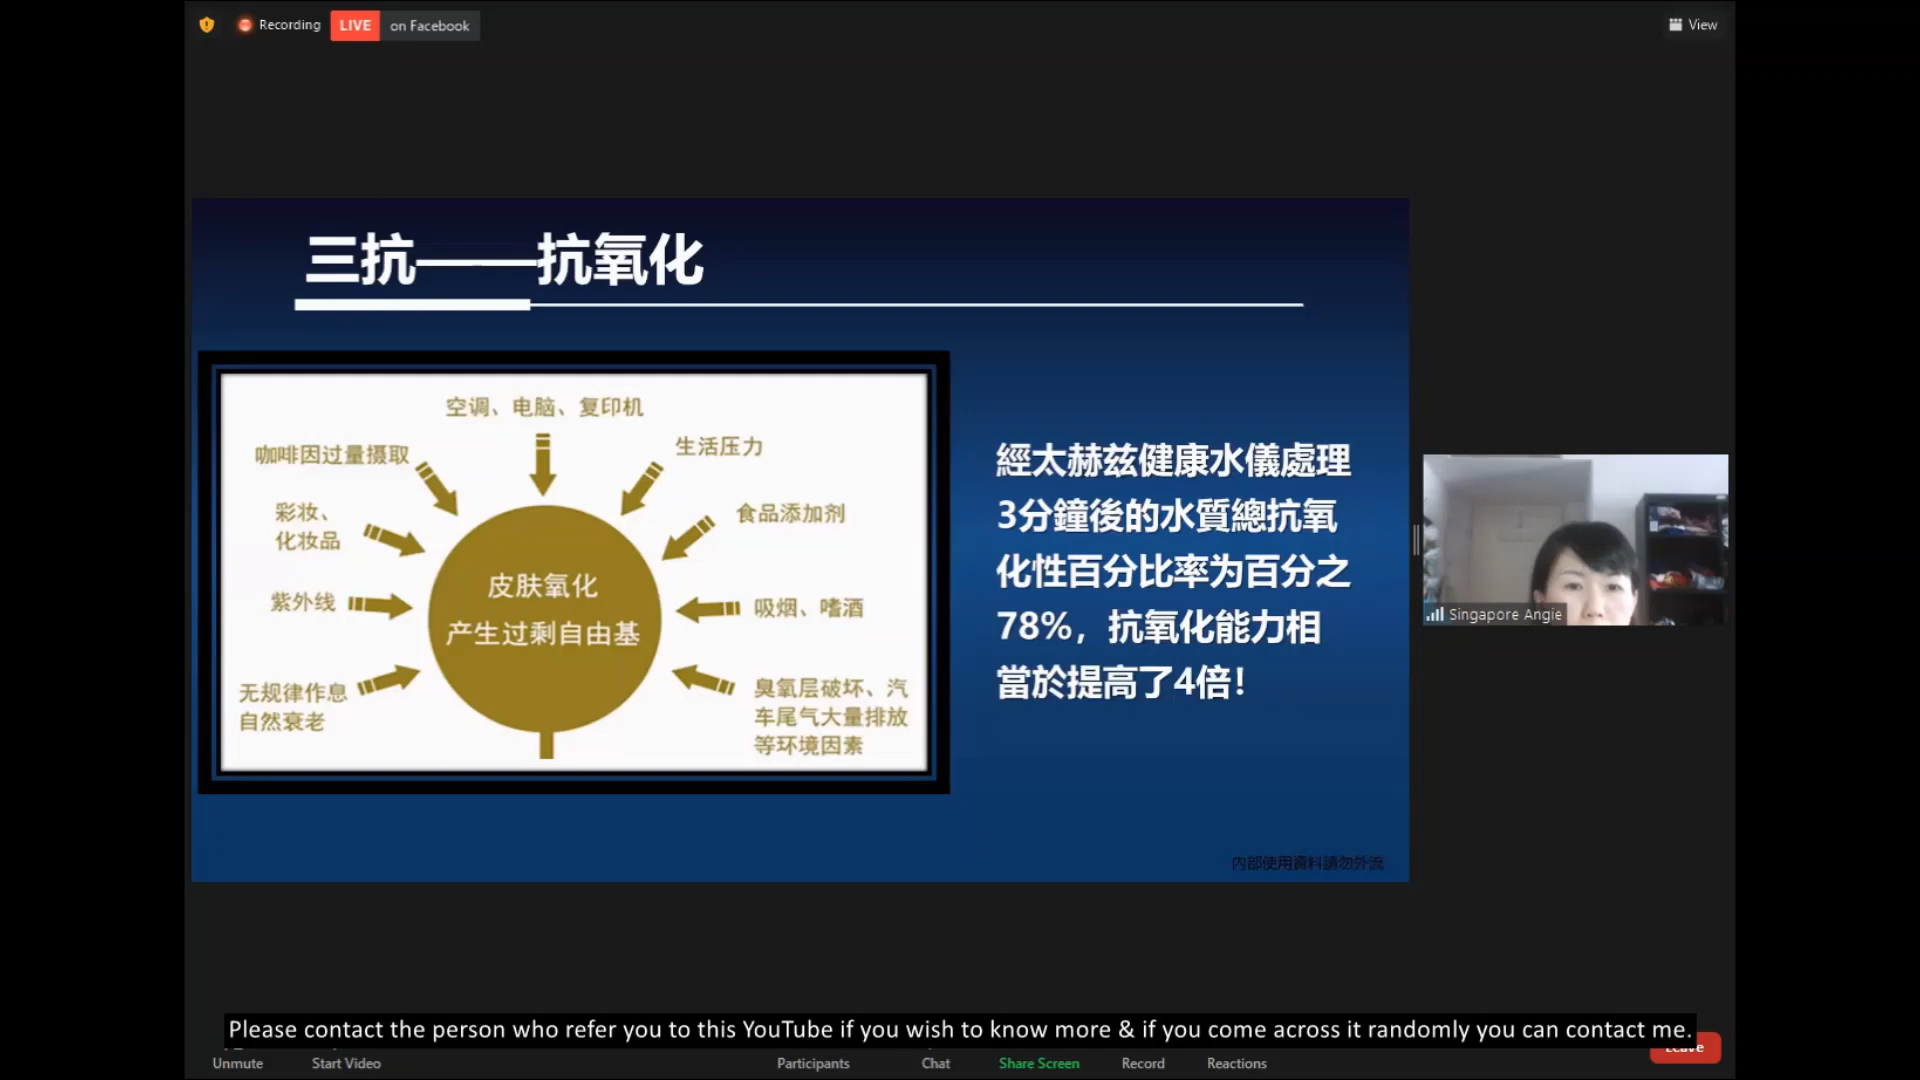 Recording
LIVE
on Facebook
View
三抗——抗氧化
空调、电脑、复印机
咖啡因过量摄取
生活压力
彩妆、
化妆品
食品添加剂
紫外线
皮肤氧化
产生过剩自由基
吸烟、嗜酒
无规律作息
自然衰老
臭氧层破坏、汽
车尾气大量排放
等环境因素
經太赫兹健康水儀處理
3分鐘後的水質總抗氧
化性百分比率为百分之
78%，抗氧化能力相
當於提高了4倍！
Singapore Angie
内部使用資料請勿外流
Please contact the person who refer you to this YouTube if you wish to know more & if you come across it randomly you can contact me.
Leave
Unmute
Start Video
Participants
Chat
Share Screen
Record
Reactions